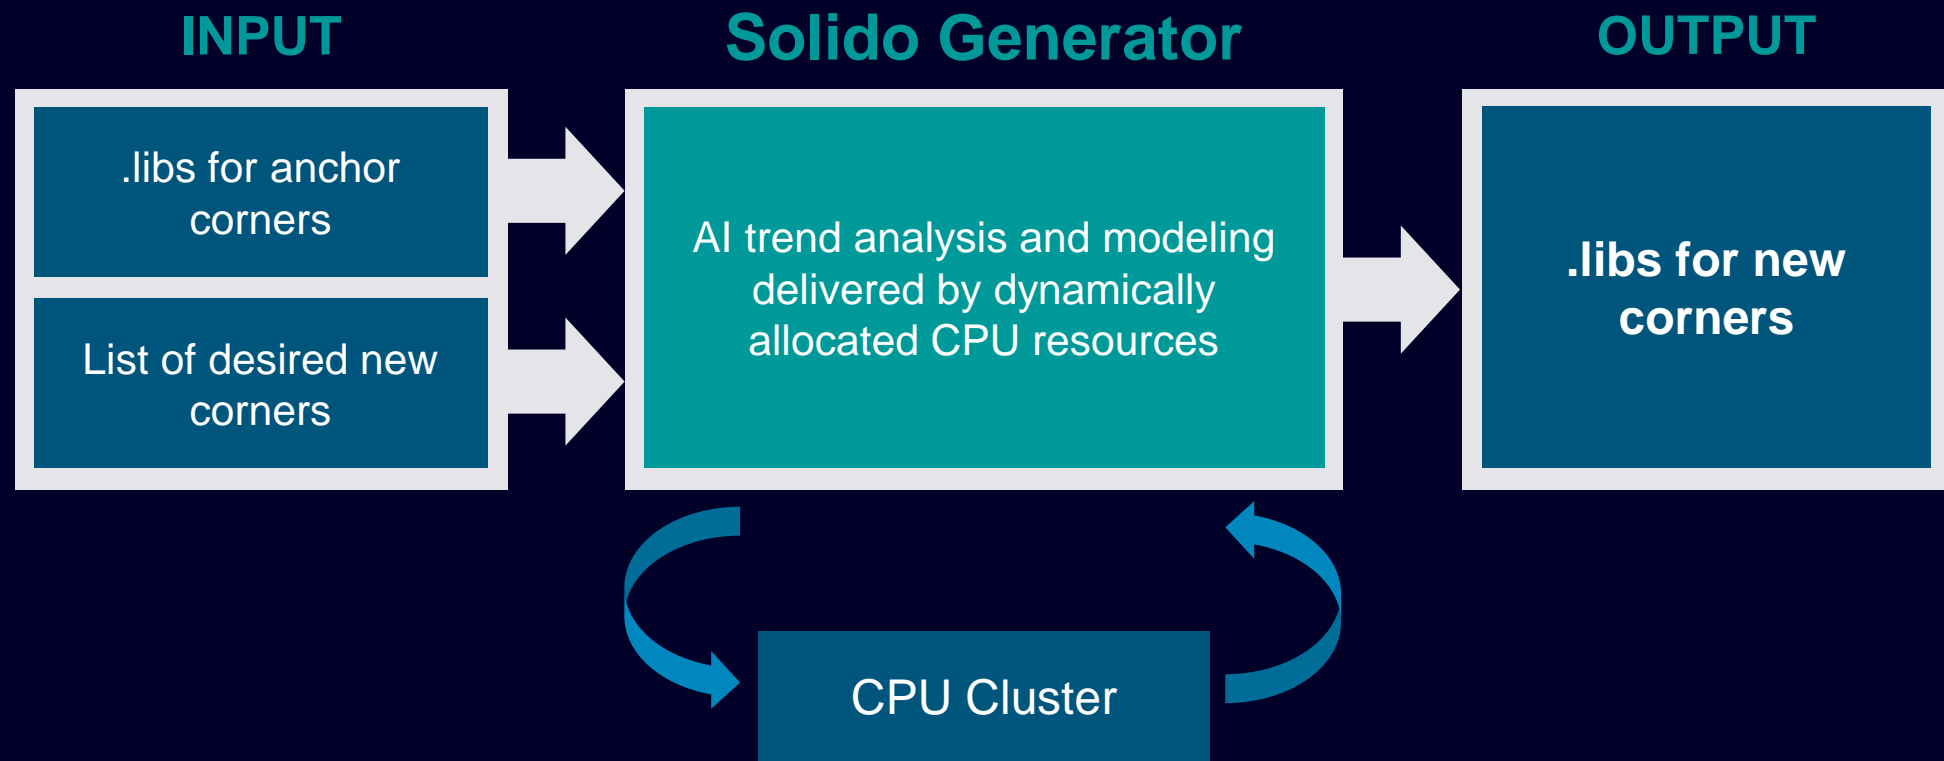 INPUT
Solido Generator
OUTPUT
.libs for anchor
corners
List of desired new
corners
AI trend analysis and modeling
delivered by dynamically
allocated CPU resources
.libs for new
corners
CPU Cluster